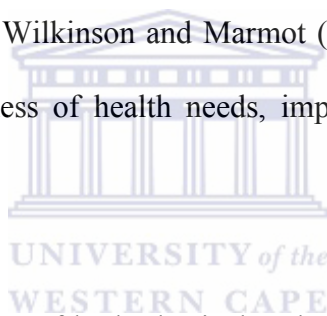 Wilkinson and Marmot (
ess of health needs, imp
UNIVERSITY of the
WESTERN CAPE